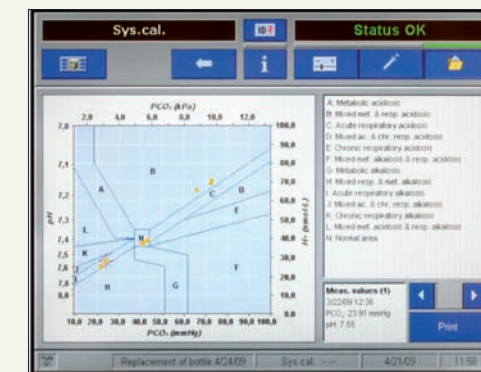 Sys.cal.
ID
Status OK
i
PCO₂ (kPa)
2,0 4,0 6,0 8,0 10,0 12,0
7,0
7,1
7,2
7,3
7,4
7,5
7,6
7,8
8,0
pH
100,0
90,0
80,0
70,0
60,0
50,0
40,0
30,0
20,0
10,0
0,0
H+ (nmol/L)
B
A
C
D
E
L
N
K
J
I
H
G
F
10,0 20,0 30,0 40,0 50,0 60,0 70,0 80,0 90,0 100,0
PCO₂ (mmHg)
A: Metabolic acidosis
B: Mixed met. & resp. acidosis
C: Acute respiratory acidosis
D: Mixed ac. & chr. resp. acidosis
E: Chronic respiratory acidosis
F: Mixed met. alkalosis & resp. acidosis
G: Metabolic alkalosis
H: Mixed resp. & met. alkalosis
I: Acute respiratory alkalosis
J: Mixed ac. & chr. resp. alkalosis
K: Chronic respiratory alkalosis
L: Mixed met. acidosis & resp. alkalosis
N: Normal area
Meas. values (1)
3/22/09 12:36
PCO₂ 23.91 mmHg
pH 7.55
Print
Replacement of bottle 4/24/09
Sys.cal. --:--
4/21/09
11:58